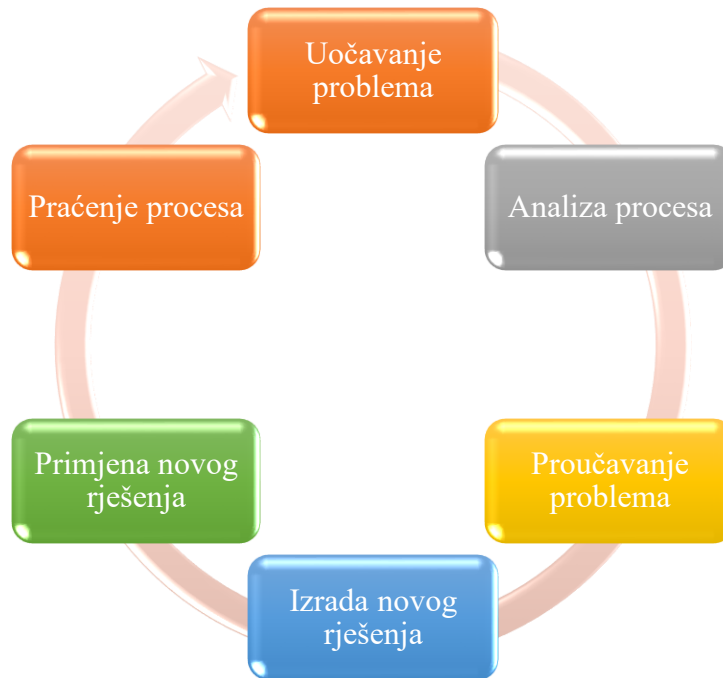 Uočavanje
problema
Analiza procesa
Proučavanje
problema
Izrada novog
rješenja
Primjena novog
rješenja
Praćenje procesa